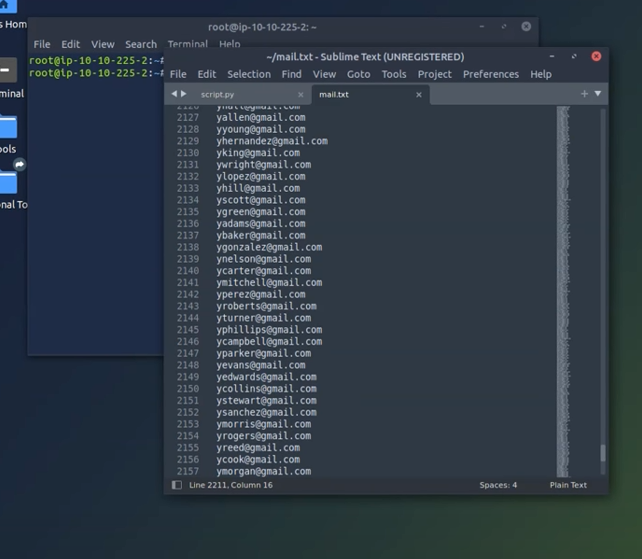 s Hom
minal
ools
nal To
root@ip-10-10-225-2: ~
File Edit View Search Terminal Help
root@ip-10-10-225-2:~#
root@ip-10-10-225-2:~#
~/mail.txt - Sublime Text (UNREGISTERED)
File Edit Selection Find View Goto Tools Project Preferences Help
script.py mail.txt
2126 yhall@gmail.com
2127 yallen@gmail.com
2128 yyoung@gmail.com
2129 yhernandez@gmail.com
2130 yking@gmail.com
2131 ywright@gmail.com
2132 ylopez@gmail.com
2133 yhill@gmail.com
2134 yscott@gmail.com
2135 ygreen@gmail.com
2136 yadams@gmail.com
2137 ybaker@gmail.com
2138 ygonzalez@gmail.com
2139 ynelson@gmail.com
2140 ycarter@gmail.com
2141 ymitchell@gmail.com
2142 yperez@gmail.com
2143 yroberts@gmail.com
2144 yturner@gmail.com
2145 yphillips@gmail.com
2146 ycampbell@gmail.com
2147 yparker@gmail.com
2148 yevans@gmail.com
2149 yedwards@gmail.com
2150 ycollins@gmail.com
2151 ystewart@gmail.com
2152 ysanchez@gmail.com
2153 ymorris@gmail.com
2154 yrogers@gmail.com
2155 yreed@gmail.com
2156 ycook@gmail.com
2157 ymorgan@gmail.com
Line 2211, Column 16 Spaces: 4 Plain Text